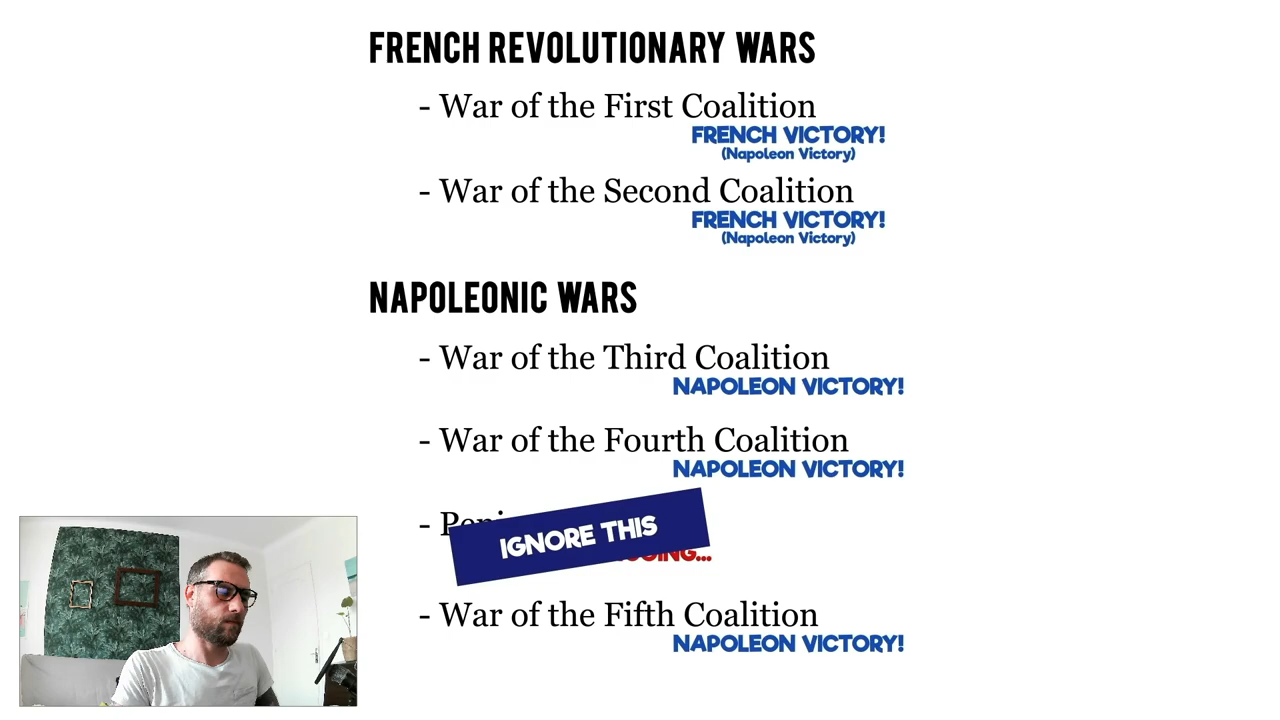 FRENCH REVOLUTIONARY WARS
- War of the First Coalition
FRENCH VICTORY!
(Napoleon Victory)
- War of the Second Coalition
FRENCH VICTORY!
(Napoleon Victory)
NAPOLEONIC WARS
- War of the Third Coalition
NAPOLEON VICTORY!
- War of the Fourth Coalition
NAPOLEON VICTORY!
-
IGNORE THIS
- War of the Fifth Coalition
NAPOLEON VICTORY!